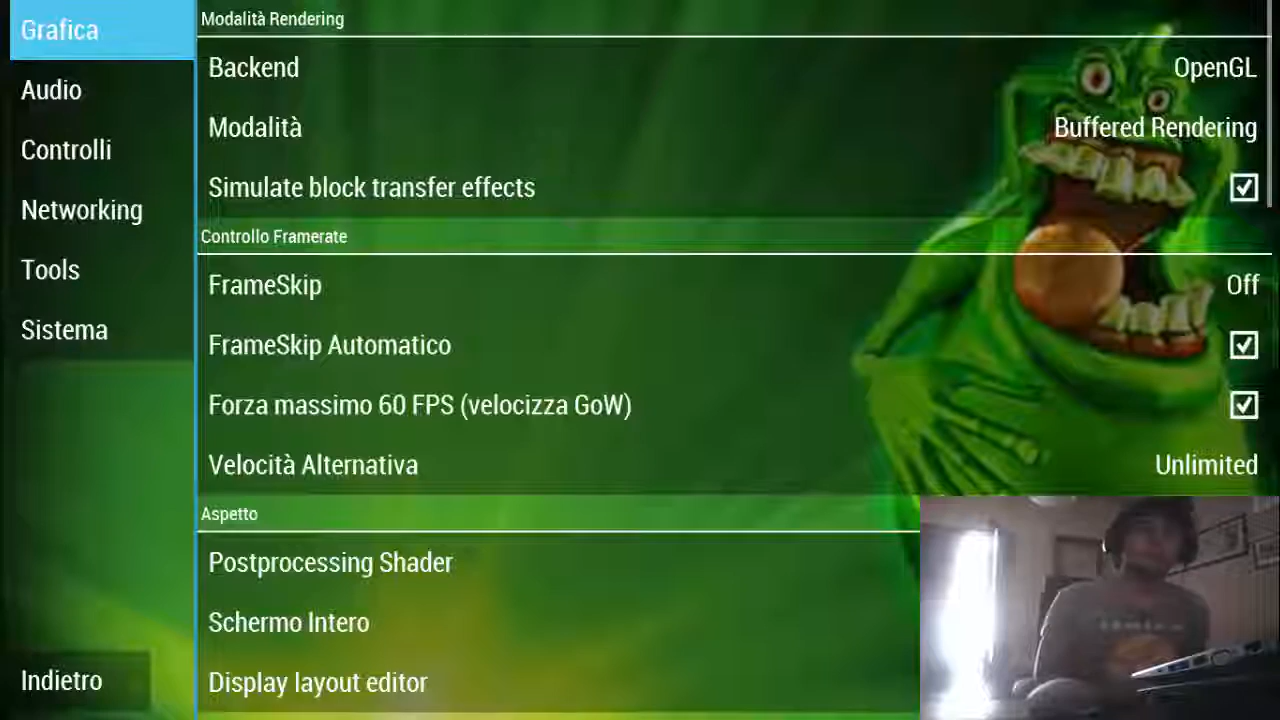 Grafica
Audio
Controlli
Networking
Tools
Sistema
Indietro
Modalità Rendering
Backend OpenGL
Modalità Buffered Rendering
Simulate block transfer effects
Controllo Framerate
FrameSkip Off
FrameSkip Automatico
Forza massimo 60 FPS (velocizza GoW)
Velocità Alternativa Unlimited
Aspetto
Postprocessing Shader
Schermo Intero
Display layout editor